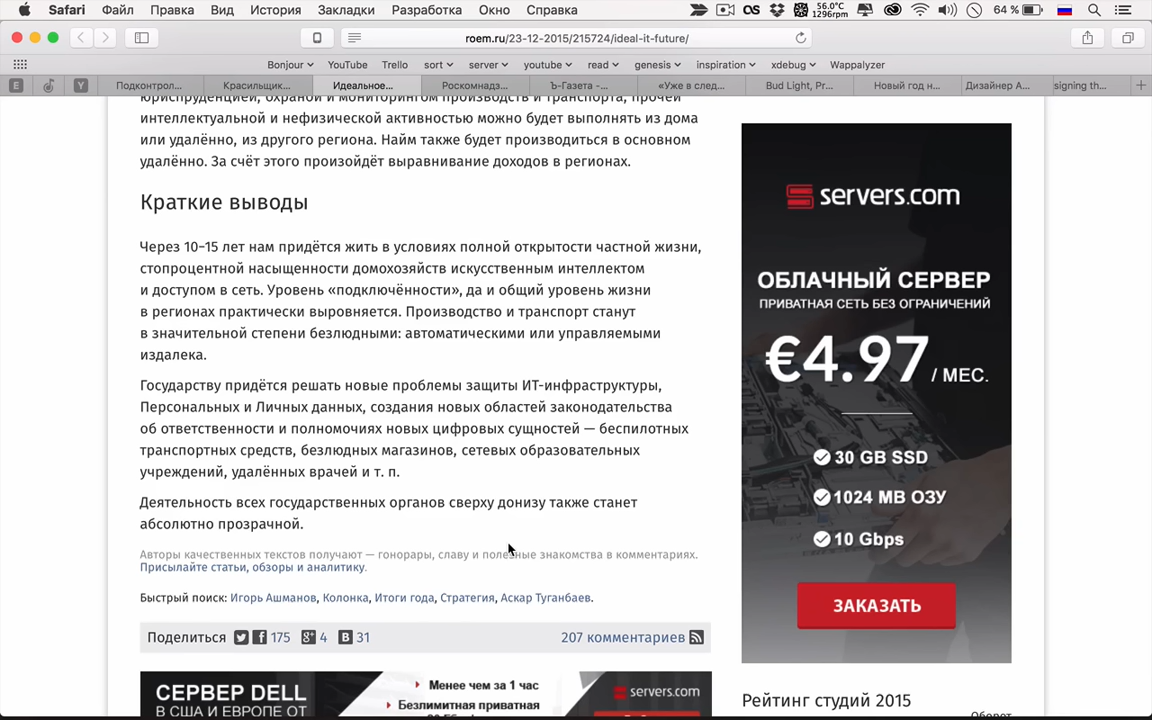 Safari Файл Правка Вид История Закладки Разработка Окно Справка 56.0°C 1296rpm 64 %
roem.ru/23-12-2015/215724/ideal-it-future/
Bonjour YouTube Trello sort server youtube read genesis inspiration xdebug Wappalyzer
E Y Подконтрол... Красильщик... Идеальное... Роскомнадз... Ъ-Газета -... «Уже в след... Bud Light, Pr... Новый год н... Дизайнер А... signing th...
юриспруденцией, охраной и мониторингом производств и транспорта, прочей
интеллектуальной и нефизической активностью можно будет выполнять из дома
или удалённо, из другого региона. Найм также будет производиться в основном
удалённо. За счёт этого произойдёт выравнивание доходов в регионах.
Краткие выводы
Через 10–15 лет нам придётся жить в условиях полной открытости частной жизни,
стопроцентной насыщенности домохозяйств искусственным интеллектом
и доступом в сеть. Уровень «подключённости», да и общий уровень жизни
в регионах практически выровняется. Производство и транспорт станут
в значительной степени безлюдными: автоматическими или управляемыми
издалека.
Государству придётся решать новые проблемы защиты ИТ-инфраструктуры,
Персональных и Личных данных, создания новых областей законодательства
об ответственности и полномочиях новых цифровых сущностей — беспилотных
транспортных средств, безлюдных магазинов, сетевых образовательных
учреждений, удалённых врачей и т. п.
Деятельность всех государственных органов сверху донизу также станет
абсолютно прозрачной.
Авторы качественных текстов получают — гонорары, славу и полезные знакомства в комментариях.
Присылайте статьи, обзоры и аналитику.
Быстрый поиск: Игорь Ашманов, Колонка, Итоги года, Стратегия, Аскар Туганбаев.
Поделиться 175 4 В 31 207 комментариев
СЕРВЕР DELL
В США И ЕВРОПЕ ОТ
Менее чем за 1 час
Безлимитная приватная
servers.com
servers.com
ОБЛАЧНЫЙ СЕРВЕР
ПРИВАТНАЯ СЕТЬ БЕЗ ОГРАНИЧЕНИЙ
€4.97 / МЕС.
30 GB SSD
1024 MB ОЗУ
10 Gbps
ЗАКАЗАТЬ
Рейтинг студий 2015
Оборот